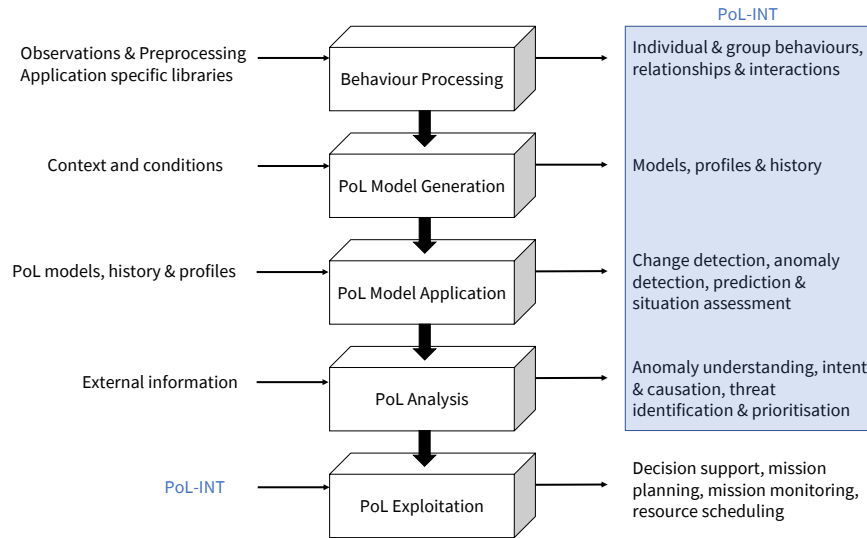 PoL-INT
Observations & Preprocessing
Application specific libraries
Behaviour Processing
Individual & group behaviours,
relationships & interactions
Context and conditions
PoL Model Generation
Models, profiles & history
PoL models, history & profiles
PoL Model Application
Change detection, anomaly
detection, prediction &
situation assessment
External information
PoL Analysis
Anomaly understanding, intent
& causation, threat
identification & prioritisation
PoL-INT
PoL Exploitation
Decision support, mission
planning, mission monitoring,
resource scheduling